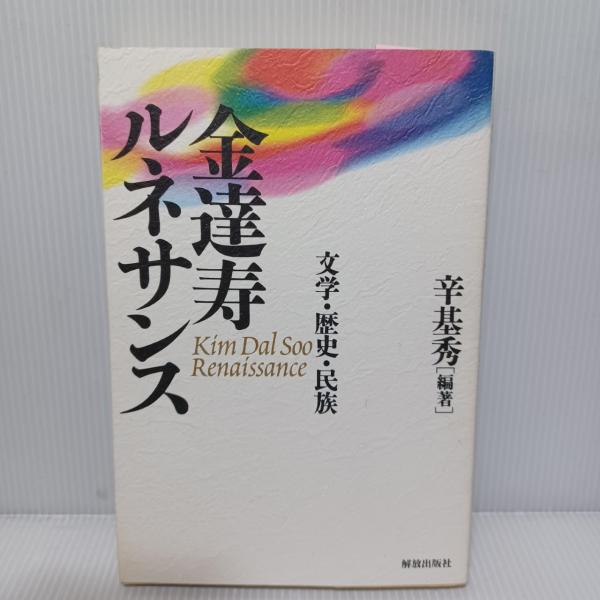 金達寿
ルネサンス
Kim Dal Soo
Renaissance
文学・歴史・民族
辛基秀[編著]
解放出版社